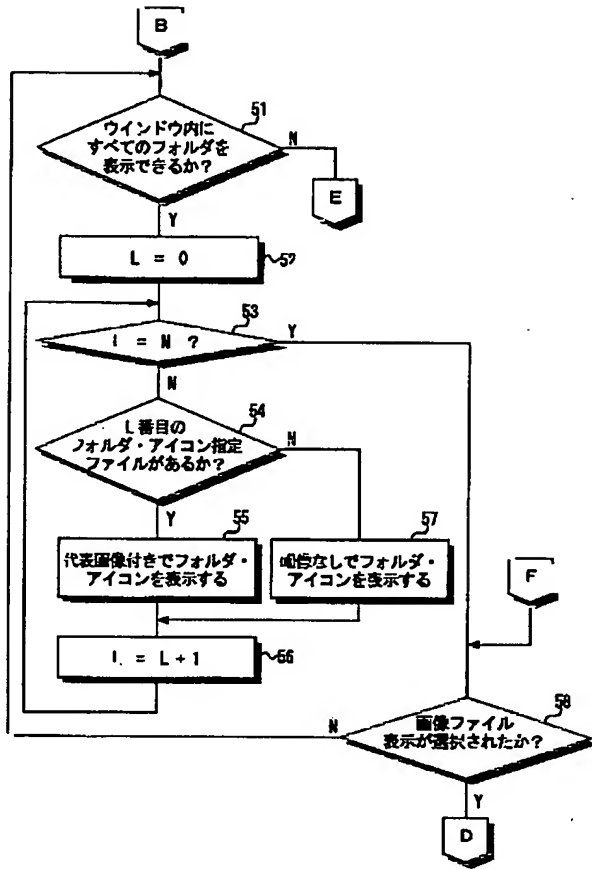 B
ウインドウ内に
すべてのフォルダを
表示できるか?
51
N
E
Y
L = 0
52
L = N ?
53
Y
N
L番目の
フォルダ・アイコン指定
ファイルがあるか?
54
N
Y
代表画像付きでフォルダ・
アイコンを表示する
55
画像なしでフォルダ・
アイコンを表示する
57
F
L = L + 1
56
画像ファイル
表示が選択されたか?
58
N
Y
D